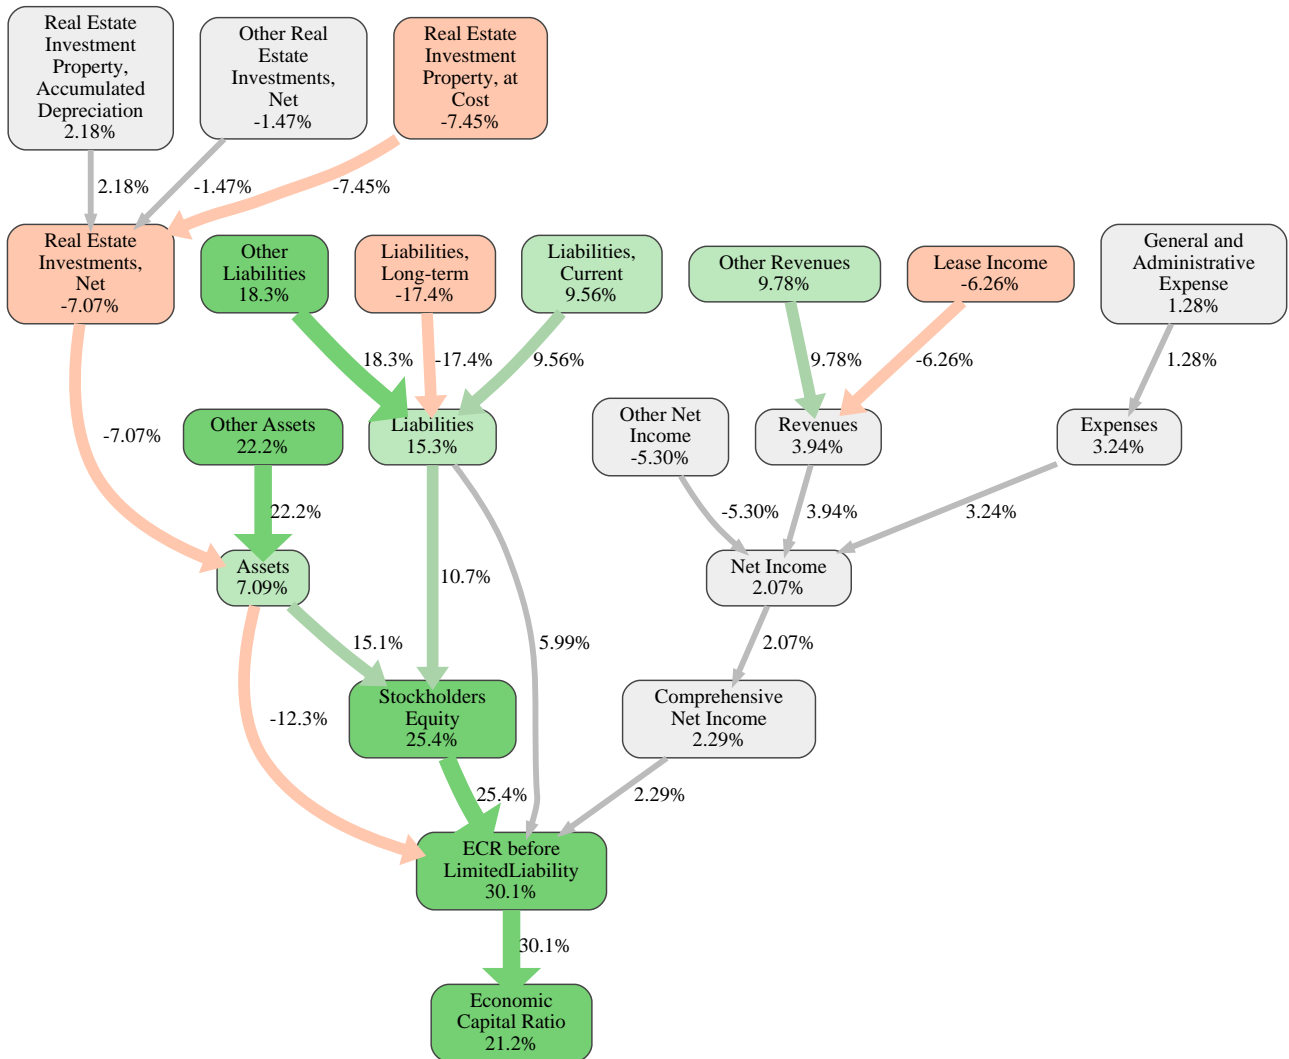 Real Estate
Investment
Property,
Accumulated
Depreciation
2.18%
Other Real
Estate
Investments,
Net
-1.47%
Real Estate
Investment
Property, at
Cost
-7.45%
2.18%
-1.47%
-7.45%
Real Estate
Investments,
Net
-7.07%
Other
Liabilities
18.3%
Liabilities,
Long-term
-17.4%
Liabilities,
Current
9.56%
Other Revenues
9.78%
Lease Income
-6.26%
General and
Administrative
Expense
1.28%
18.3%
-17.4%
9.56%
9.78%
-6.26%
1.28%
-7.07%
Other Assets
22.2%
Liabilities
15.3%
Other Net
Income
-5.30%
Revenues
3.94%
Expenses
3.24%
22.2%
-5.30%
3.94%
3.24%
Assets
7.09%
10.7%
Net Income
2.07%
15.1%
5.99%
2.07%
-12.3%
Stockholders
Equity
25.4%
Comprehensive
Net Income
2.29%
25.4%
2.29%
ECR before
LimitedLiability
30.1%
30.1%
Economic
Capital Ratio
21.2%